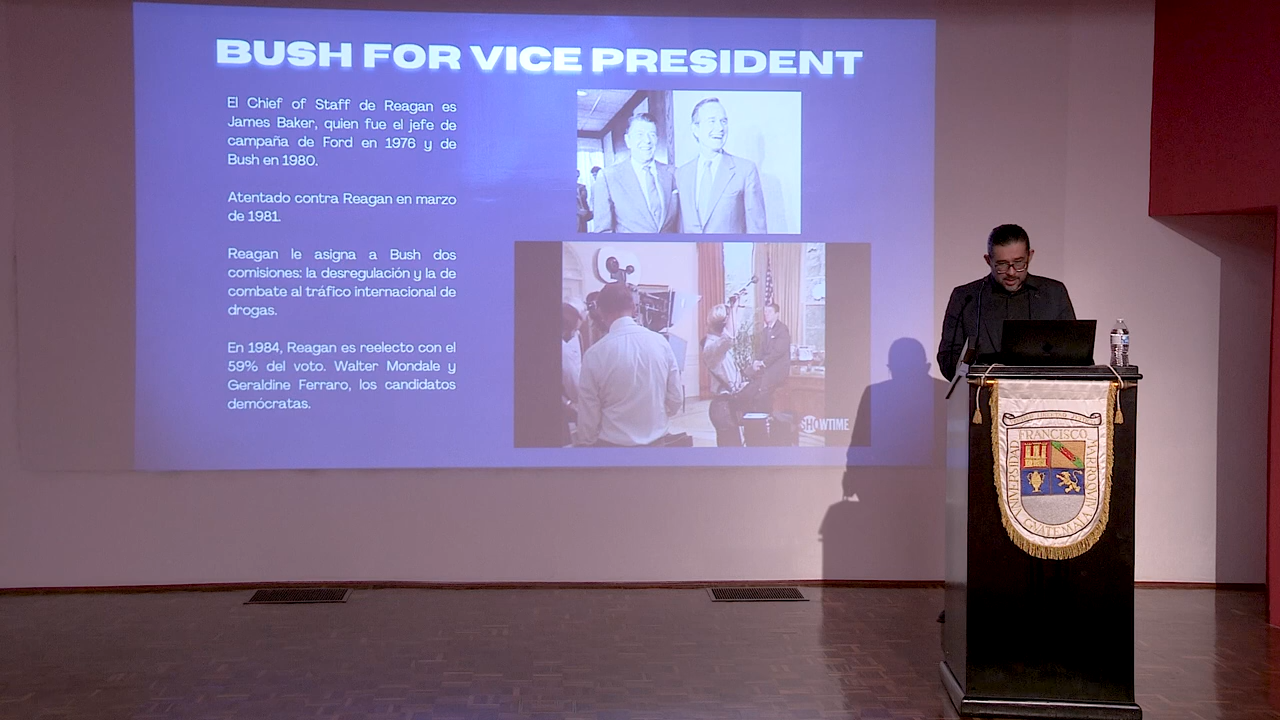 BUSH FOR VICE PRESIDENT
El Chief of Staff de Reagan es
James Baker, quien fue el jefe de
campaña de Ford en 1976 y de
Bush en 1980.
Atentado contra Reagan en marzo
de 1981.
Reagan le asigna a Bush dos
comisiones: la desregulación y la de
combate al tráfico internacional de
drogas.
En 1984, Reagan es reelecto con el
59% del voto. Walter Mondale y
Geraldine Ferraro, los candidatos
demócratas.
SHOWTIME
UNIVERSIDAD FRANCISCO MARROQUIN
GUATEMALA